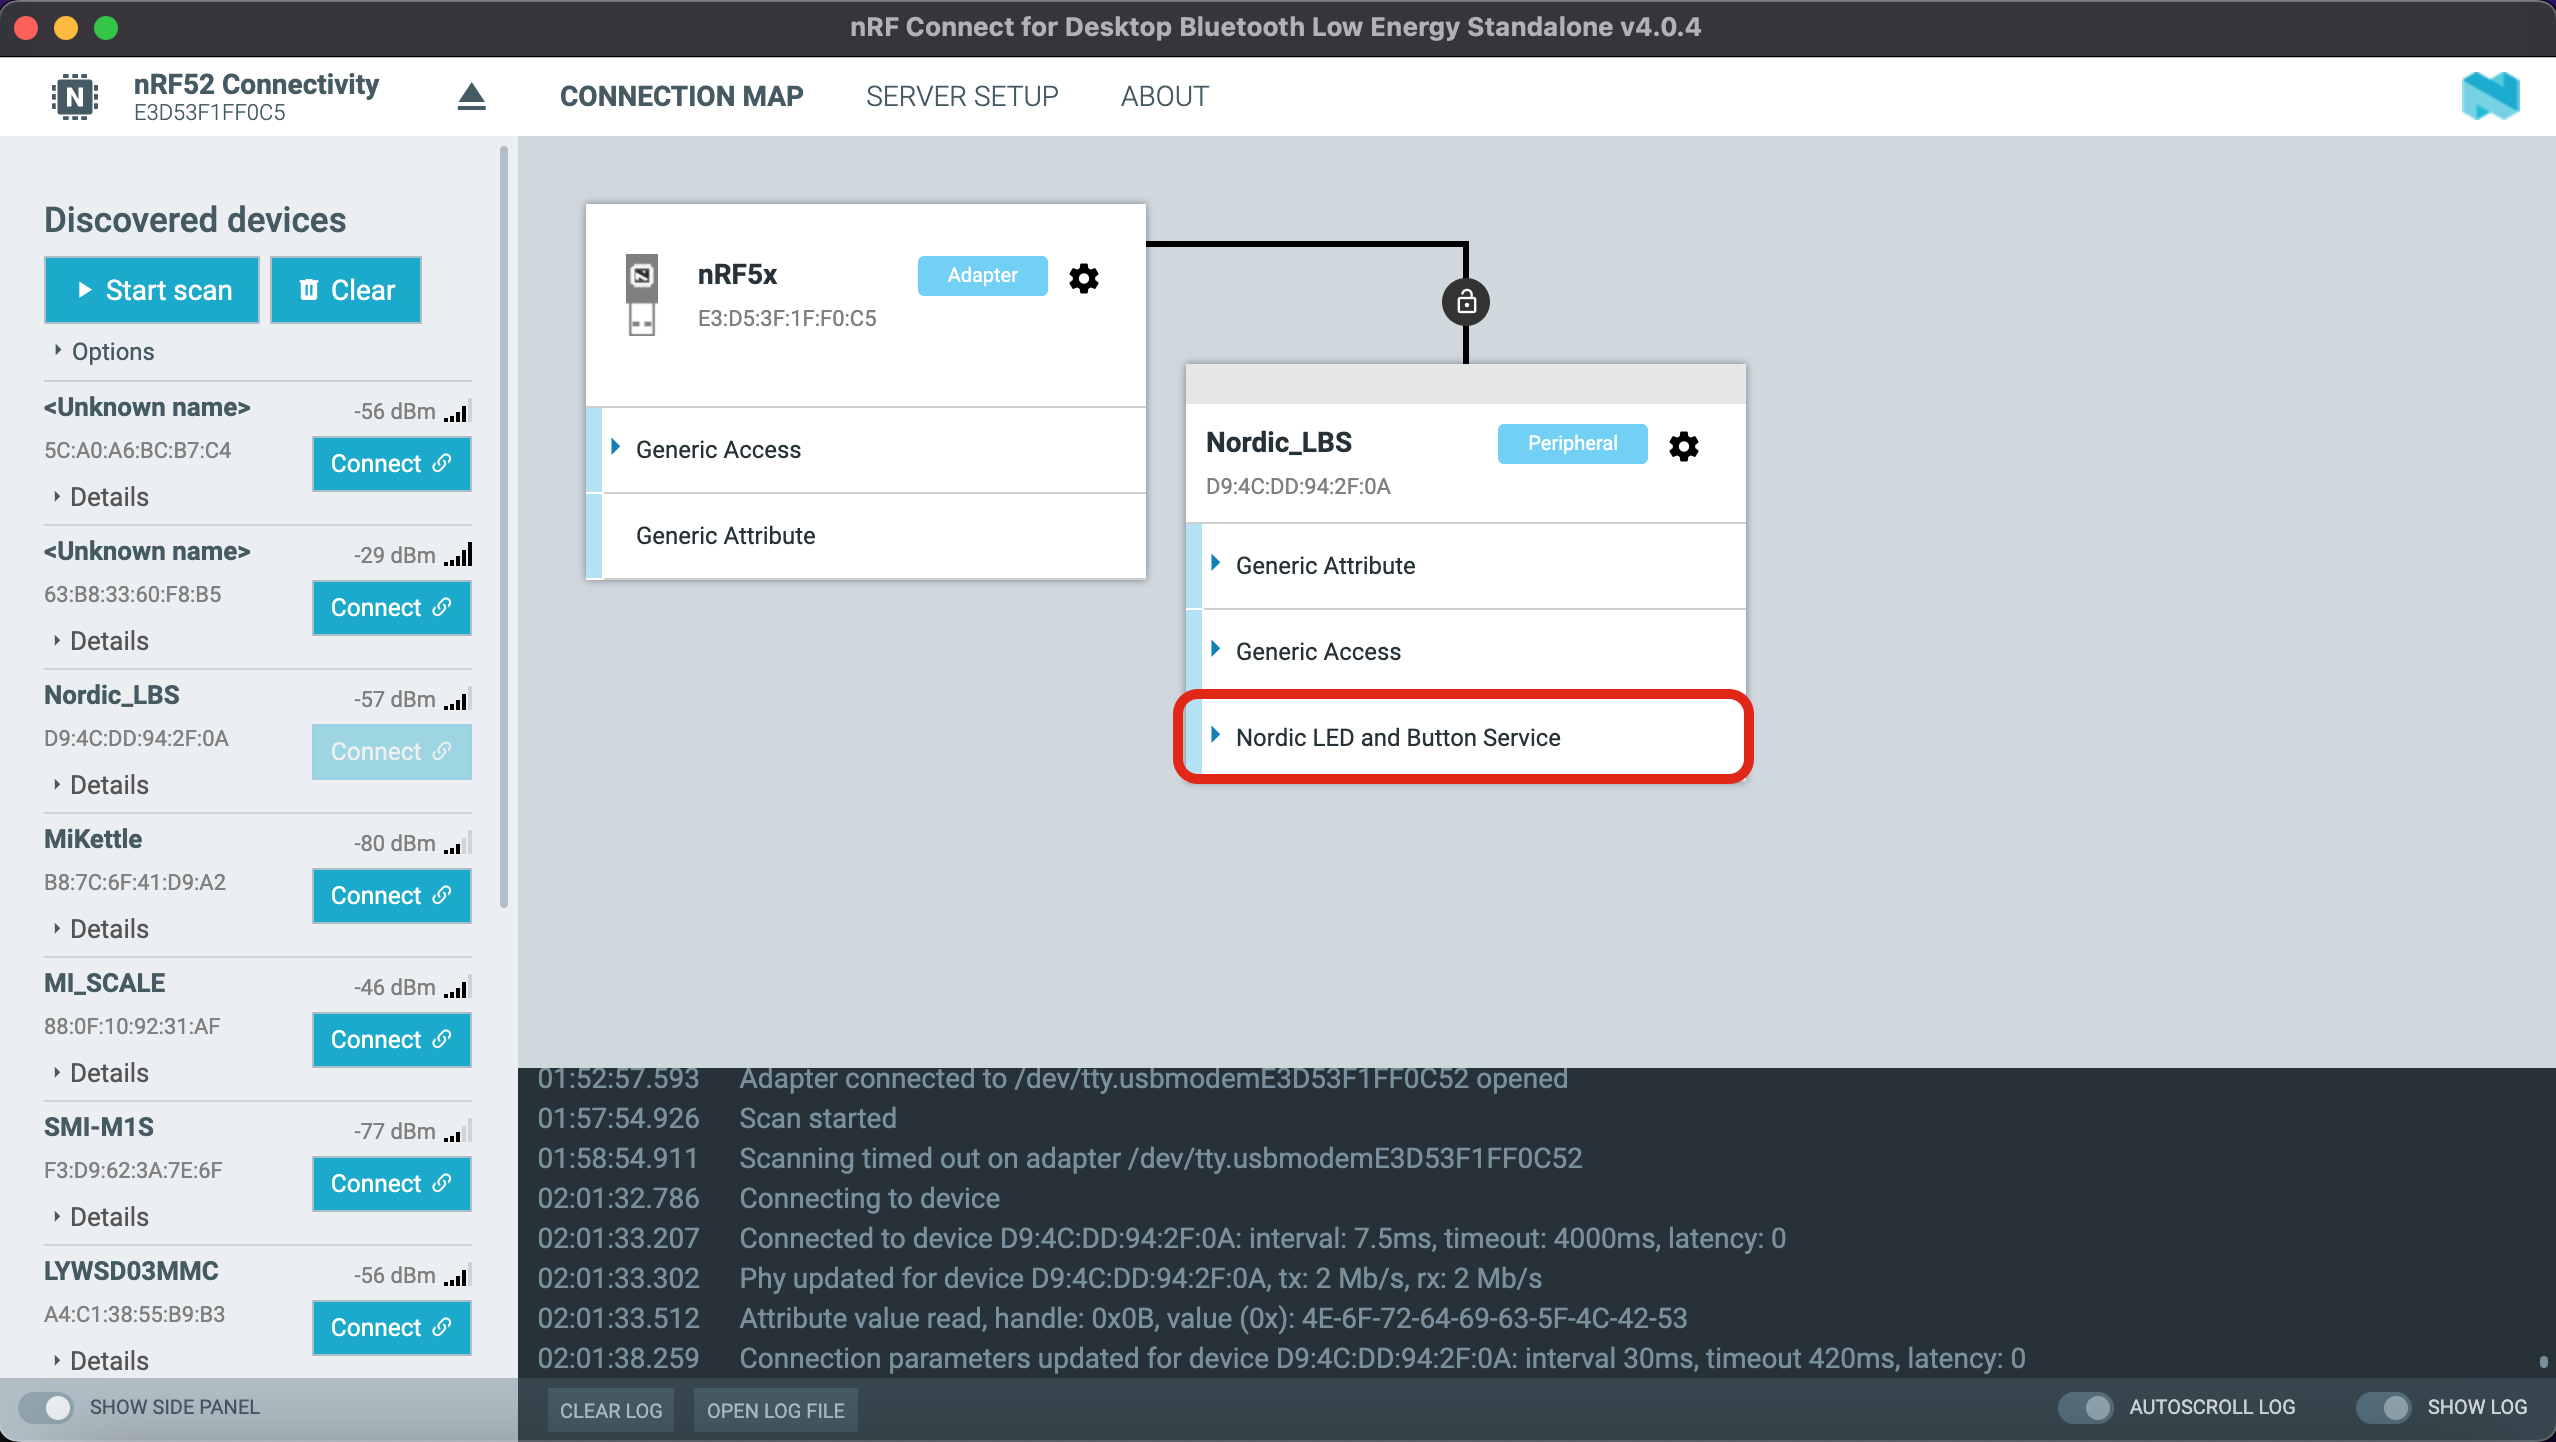 nRF Connect for Desktop Bluetooth Low Energy Standalone v4.0.4
N
nRF52 Connectivity
E3D53F1FF0C5
CONNECTION MAP
SERVER SETUP
ABOUT
Discovered devices
Start scan
Clear
Options
<Unknown name>
-56 dBm
5C:A0:A6:BC:B7:C4
Connect
Details
<Unknown name>
-29 dBm
63:B8:33:60:F8:B5
Connect
Details
Nordic_LBS
-57 dBm
D9:4C:DD:94:2F:0A
Connect
Details
MiKettle
-80 dBm
B8:7C:6F:41:D9:A2
Connect
Details
MI_SCALE
-46 dBm
88:0F:10:92:31:AF
Connect
Details
SMI-M1S
-77 dBm
F3:D9:62:3A:7E:6F
Connect
Details
LYWSD03MMC
-56 dBm
A4:C1:38:55:B9:B3
Connect
Details
SHOW SIDE PANEL
nRF5x
Adapter
E3:D5:3F:1F:F0:C5
Generic Access
Generic Attribute
Nordic_LBS
Peripheral
D9:4C:DD:94:2F:0A
Generic Attribute
Generic Access
Nordic LED and Button Service
01:52:57.593 Adapter connected to /dev/tty.usbmodemE3D53F1FF0C52 opened
01:57:54.926 Scan started
01:58:54.911 Scanning timed out on adapter /dev/tty.usbmodemE3D53F1FF0C52
02:01:32.786 Connecting to device
02:01:33.207 Connected to device D9:4C:DD:94:2F:0A: interval: 7.5ms, timeout: 4000ms, latency: 0
02:01:33.302 Phy updated for device D9:4C:DD:94:2F:0A, tx: 2 Mb/s, rx: 2 Mb/s
02:01:33.512 Attribute value read, handle: 0x0B, value (0x): 4E-6F-72-64-69-63-5F-4C-42-53
02:01:38.259 Connection parameters updated for device D9:4C:DD:94:2F:0A: interval 30ms, timeout 420ms, latency: 0
CLEAR LOG
OPEN LOG FILE
AUTOSCROLL LOG
SHOW LOG